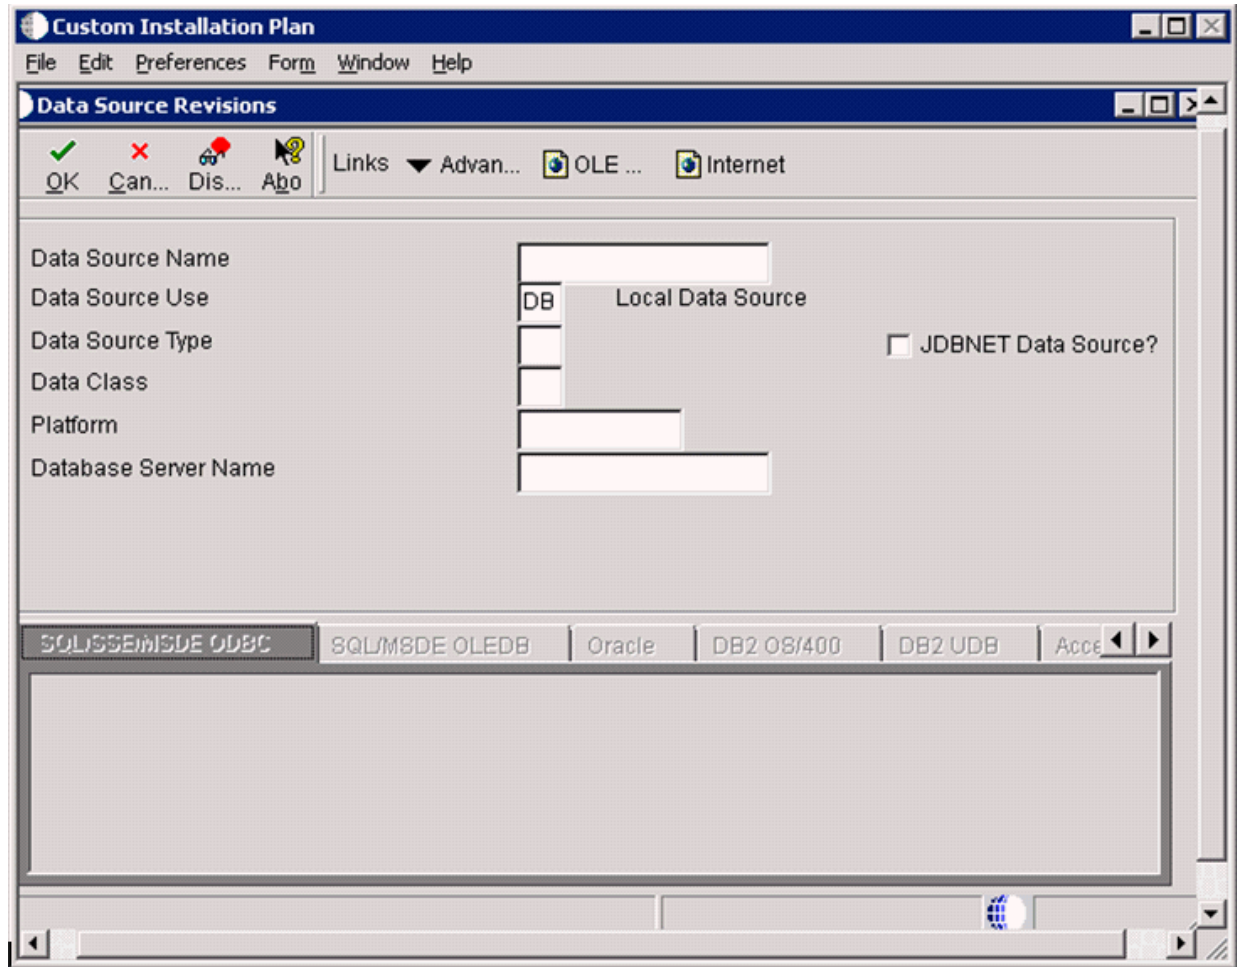 Custom Installation Plan
File Edit Preferences Form Window Help
Data Source Revisions
OK Can... Dis... Abo Links Advan... OLE ... Internet
Data Source Name
Data Source Use DB Local Data Source
Data Source Type JDBNET Data Source?
Data Class
Platform
Database Server Name
SQL/SSE/MSDE ODBC SQL/MSDE OLEDB Oracle DB2 OS/400 DB2 UDB Acce